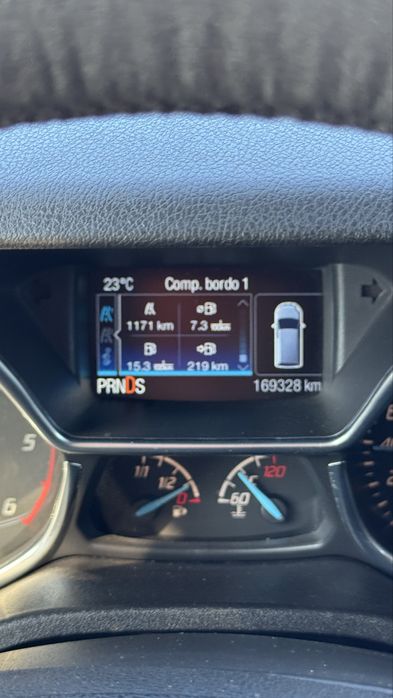 23°C Comp. bordo 1
1171 km 7.3
15.3 219 km
PRNDS 169328 km
5
6
1/1 1/2 0
60 °C 120